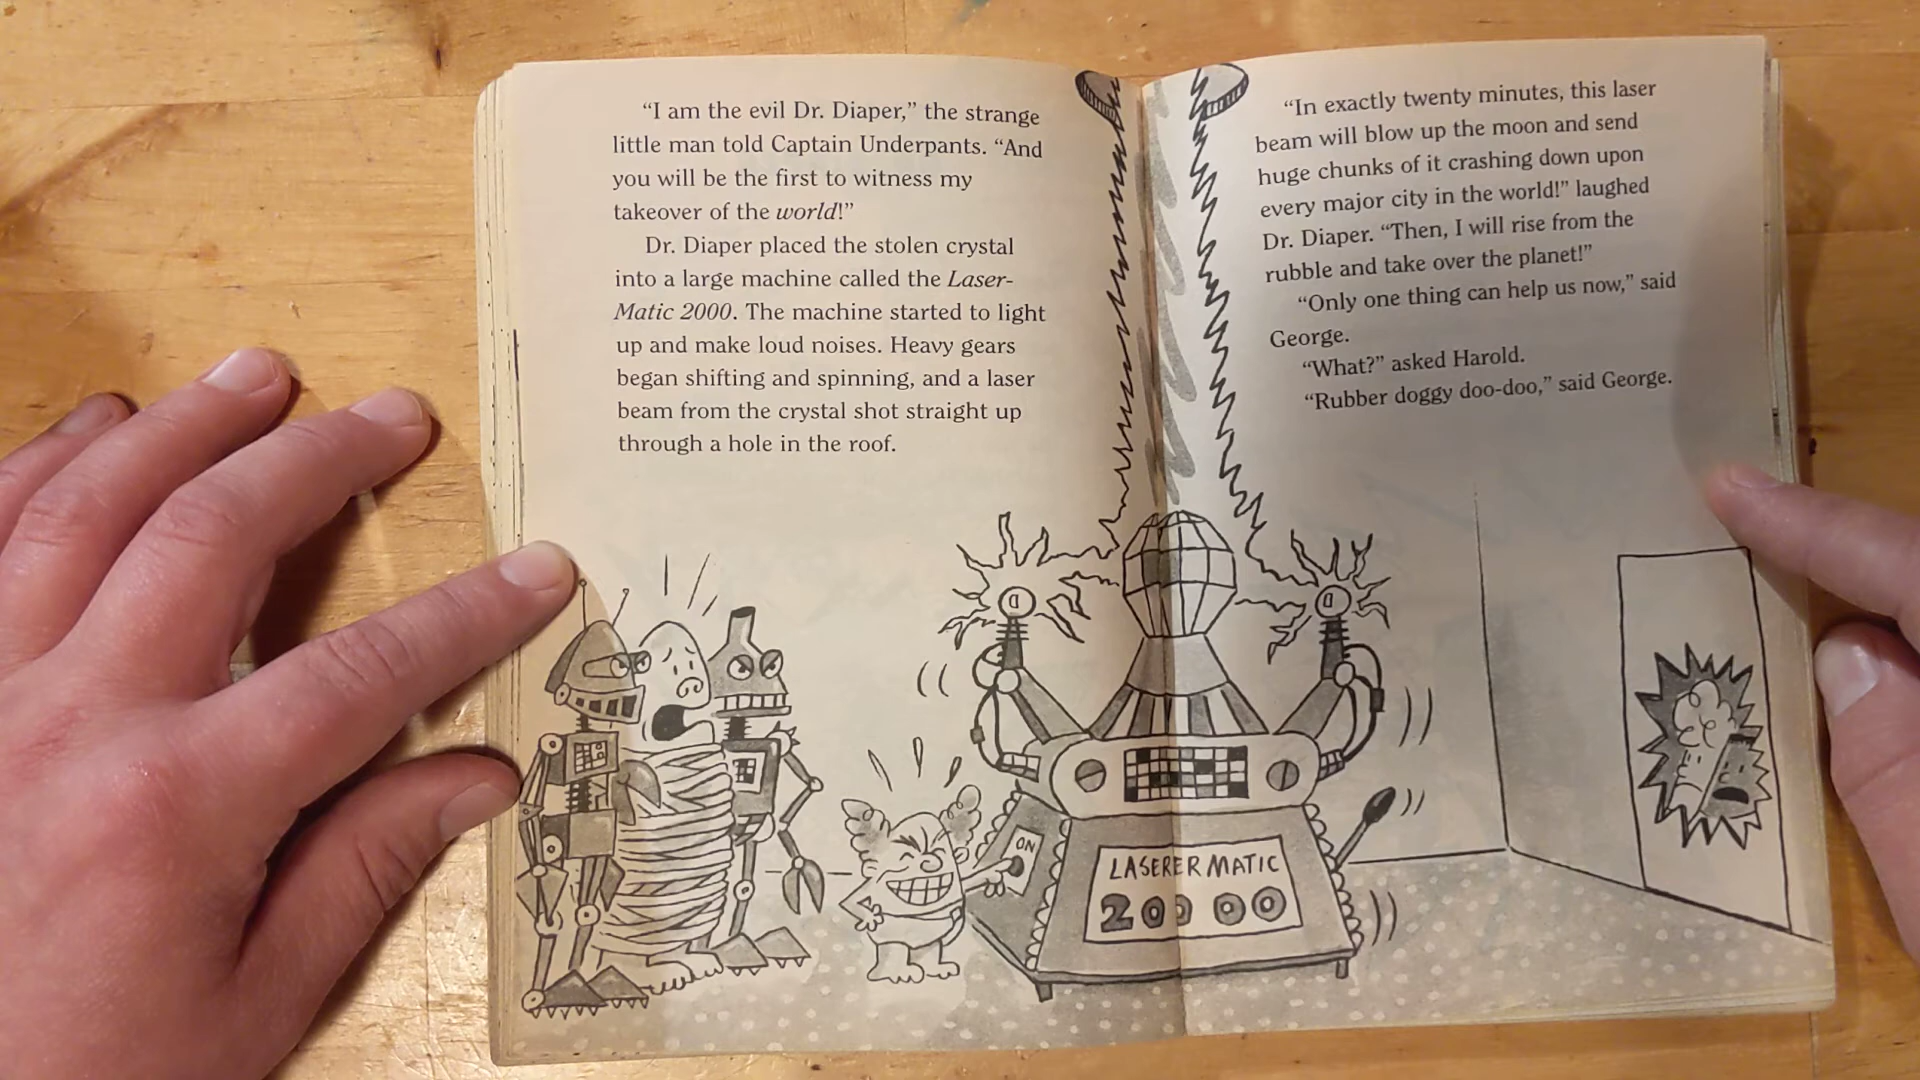 “I am the evil Dr. Diaper,” the strange
little man told Captain Underpants. “And
you will be the first to witness my
takeover of the world!”
Dr. Diaper placed the stolen crystal
into a large machine called the Laser-
Matic 2000. The machine started to light
up and make loud noises. Heavy gears
began shifting and spinning, and a laser
beam from the crystal shot straight up
through a hole in the roof.
“In exactly twenty minutes, this laser
beam will blow up the moon and send
huge chunks of it crashing down upon
every major city in the world!” laughed
Dr. Diaper. “Then, I will rise from the
rubble and take over the planet!”
“Only one thing can help us now,” said
George.
“What?” asked Harold.
“Rubber doggy doo-doo,” said George.
ON
LASERER MATIC
200 00